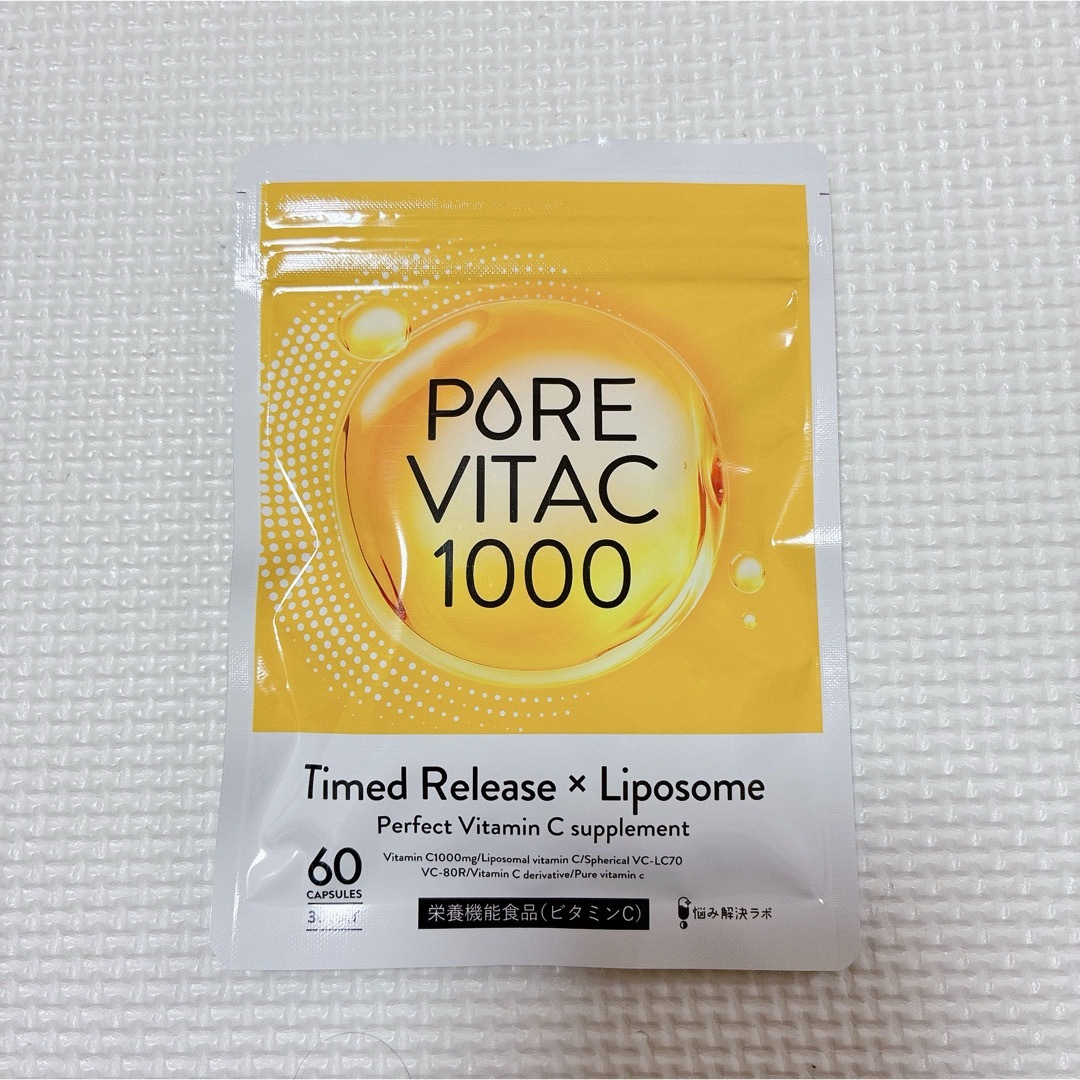 PORE
VITAC
1000
Timed Release × Liposome
Perfect Vitamin C supplement
Vitamin C1000mg/Liposomal vitamin C/Spherical VC-LC70
VC-80R/Vitamin C derivative/Pure vitamin c
60
CAPSULES
栄養機能食品(ビタミンC)
悩み解決ラボ